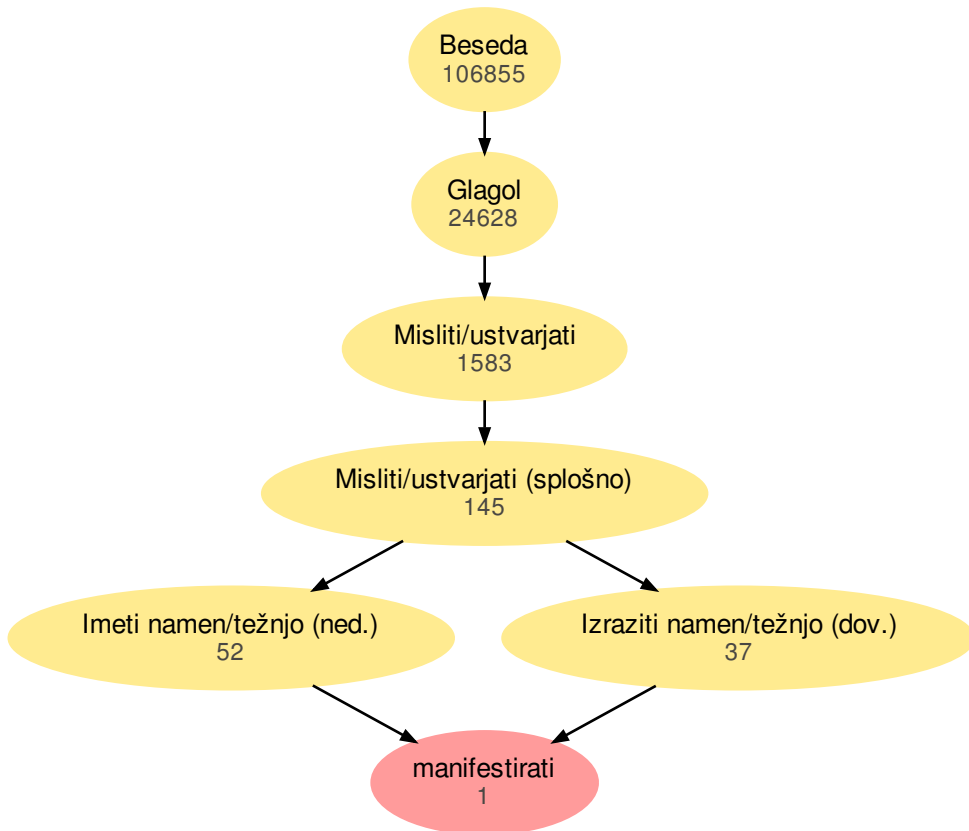 Beseda
106855
Glagol
24628
Misliti/ustvarjati
1583
Misliti/ustvarjati (splošno)
145
Imeti namen/težnjo (ned.)
52
Izraziti namen/težnjo (dov.)
37
manifestirati
1